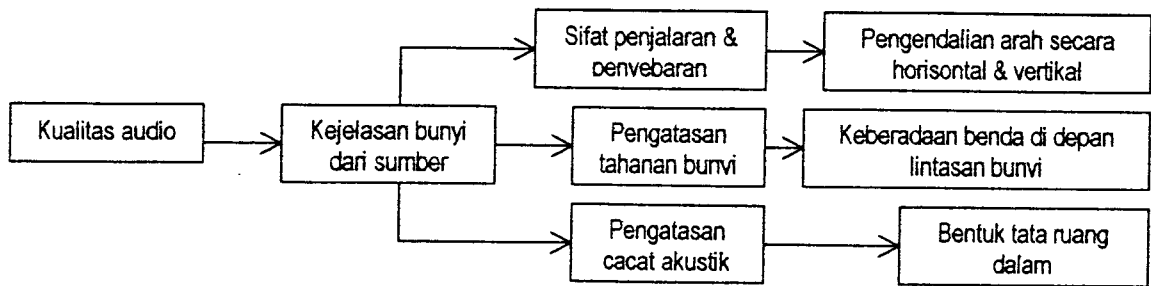 Kualitas audio
Kejelasan bunyi
dari sumber
Sifat penjalaran &
penyebaran
Pengendalian arah secara
horisontal & vertikal
Pengatasan
tahanan bunyi
Keberadaan benda di depan
lintasan bunyi
Pengatasan
cacat akustik
Bentuk tata ruang
dalam